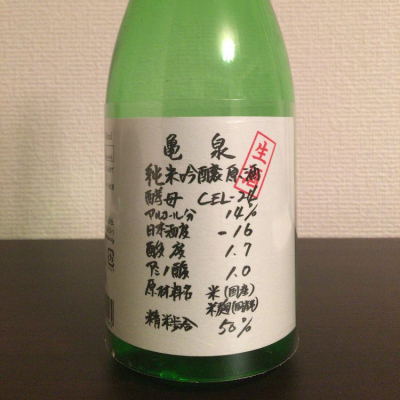 亀泉
生酒
純米吟醸原酒
酵母 CEL-24
アルコール分 14%
日本酒度 -16
酸度 1.7
アミノ酸 1.0
原材料名 米(国産)
米麹(国産米)
精米歩合 50%